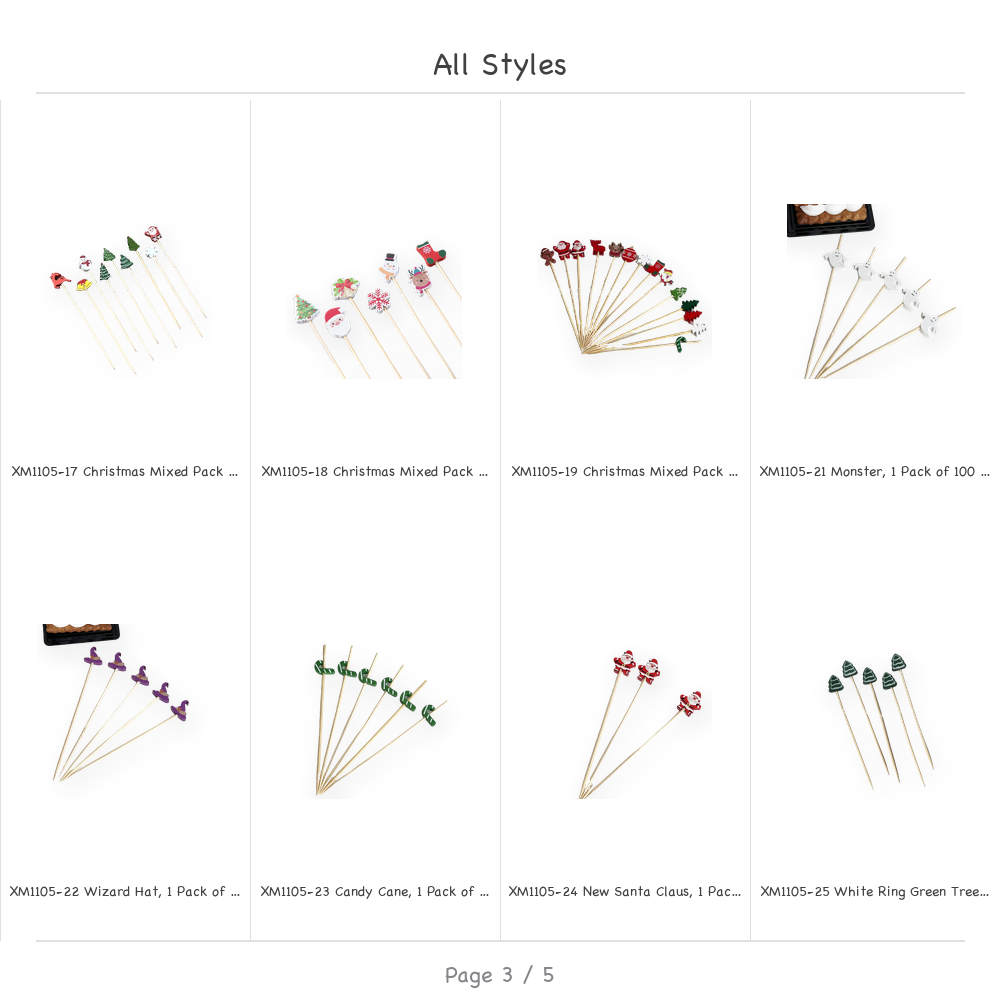 All Styles
XM1105-17 Christmas Mixed Pack ...
XM1105-18 Christmas Mixed Pack ...
XM1105-19 Christmas Mixed Pack ...
XM1105-21 Monster, 1 Pack of 100 ...
XM1105-22 Wizard Hat, 1 Pack of ...
XM1105-23 Candy Cane, 1 Pack of ...
XM1105-24 New Santa Claus, 1 Pac...
XM1105-25 White Ring Green Tree...
Page 3 / 5